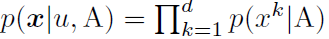 p(𝒙|u, A) = ∏_{k=1}^{d} p(x^k|A)